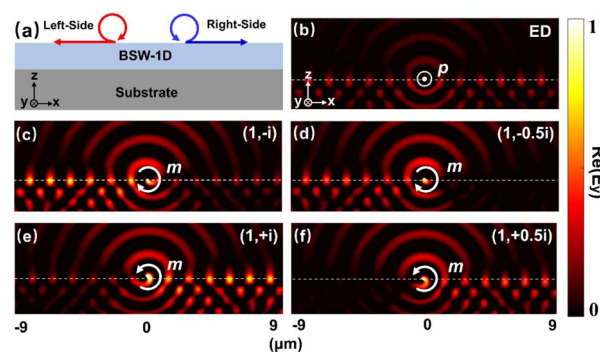 (a)
Left-Side
Right-Side
BSW-1D
Substrate
z
y
x
(b)
ED
p
z
y
x
(c)
(1,-i)
m
(d)
(1,-0.5i)
m
(e)
(1,+i)
m
(f)
(1,+0.5i)
m
-9
0
9
-9
0
9
(μm)
1
Re(Ey)
0